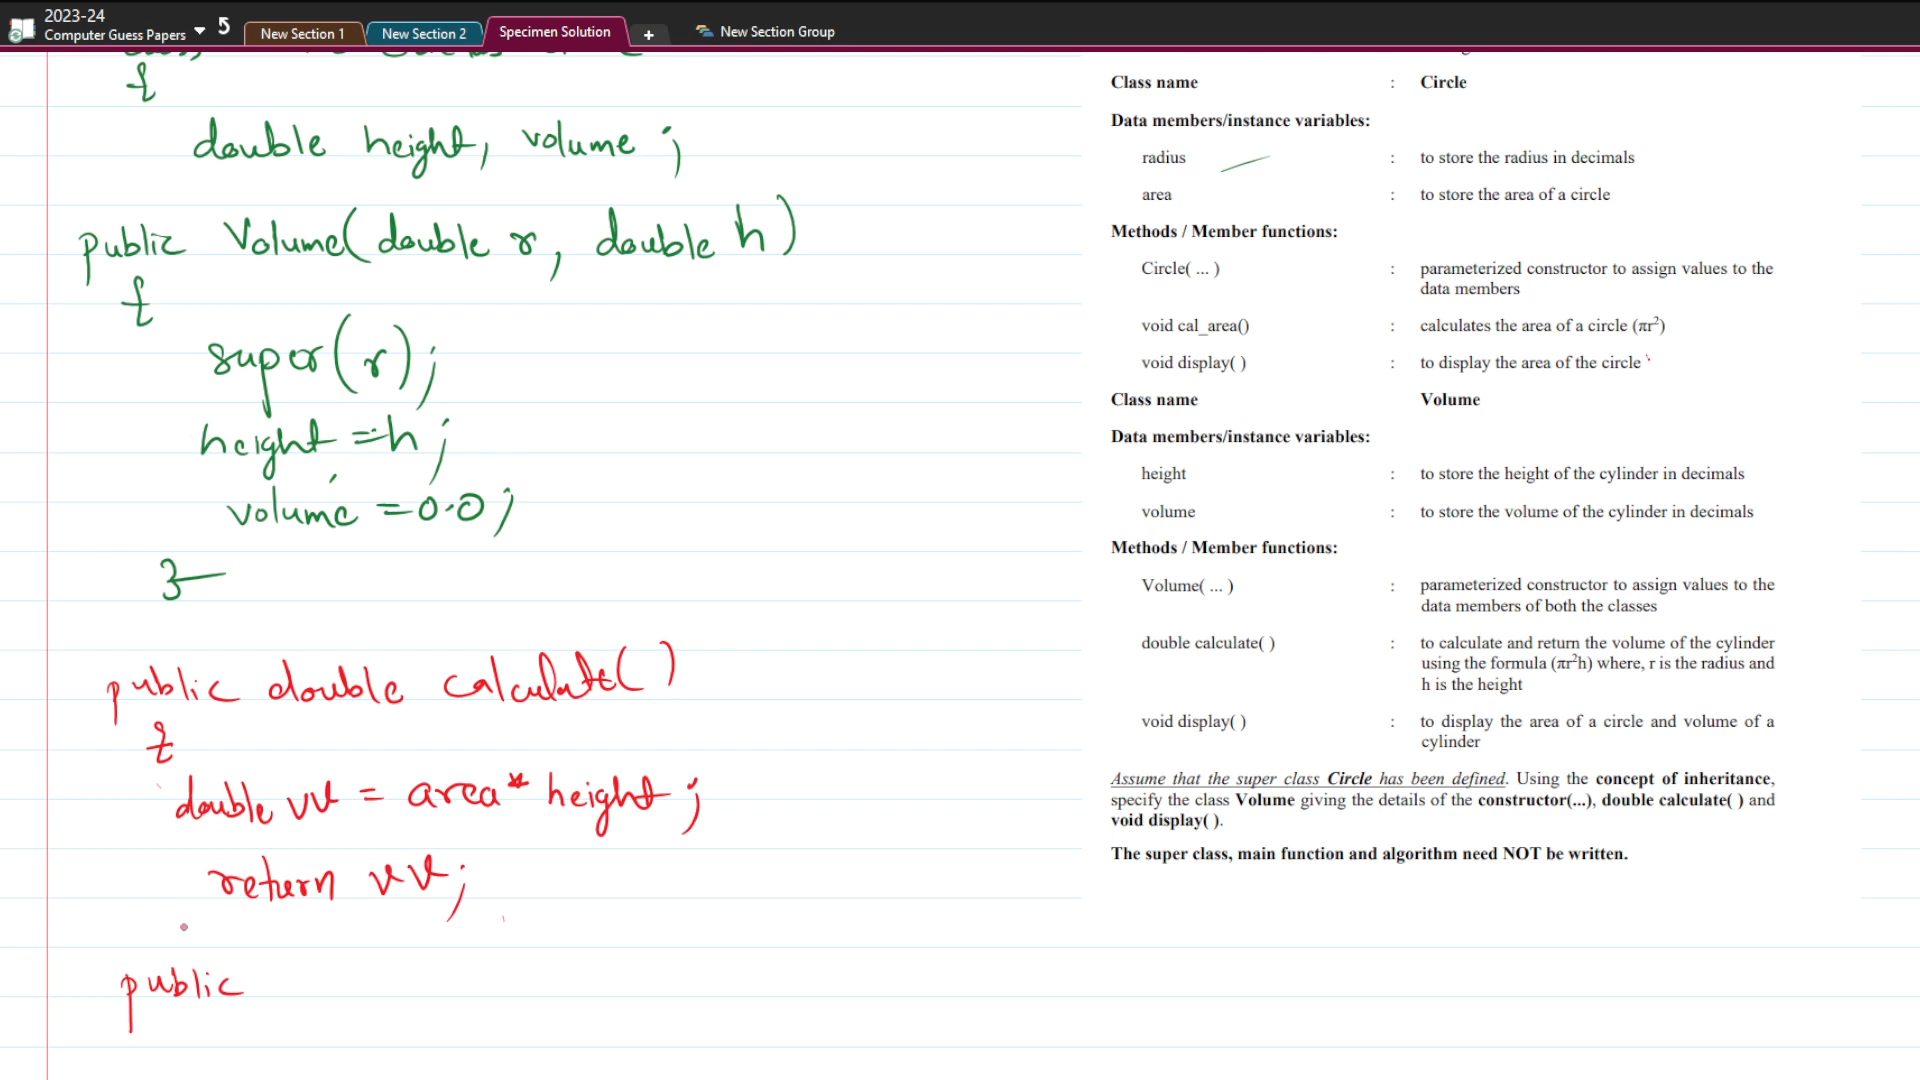 2023-24
Computer Guess Papers
New Section 1
New Section 2
Specimen Solution
+
New Section Group
{
double height, volume ;
public Volume( double r, double h )
{
super(r);
height = h ;
volume = 0.0 ;
}
public double calculate( )
{
double vv = area * height ;
return vv ;
public
Class name : Circle
Data members/instance variables:
radius : to store the radius in decimals
area : to store the area of a circle
Methods / Member functions:
Circle( ... ) : parameterized constructor to assign values to the
data members
void cal_area() : calculates the area of a circle (πr²)
void display( ) : to display the area of the circle
Class name Volume
Data members/instance variables:
height : to store the height of the cylinder in decimals
volume : to store the volume of the cylinder in decimals
Methods / Member functions:
Volume( ... ) : parameterized constructor to assign values to the
data members of both the classes
double calculate( ) : to calculate and return the volume of the cylinder
using the formula (πr²h) where, r is the radius and
h is the height
void display( ) : to display the area of a circle and volume of a
cylinder
Assume that the super class Circle has been defined. Using the concept of inheritance,
specify the class Volume giving the details of the constructor(...), double calculate( ) and
void display( ).
The super class, main function and algorithm need NOT be written.